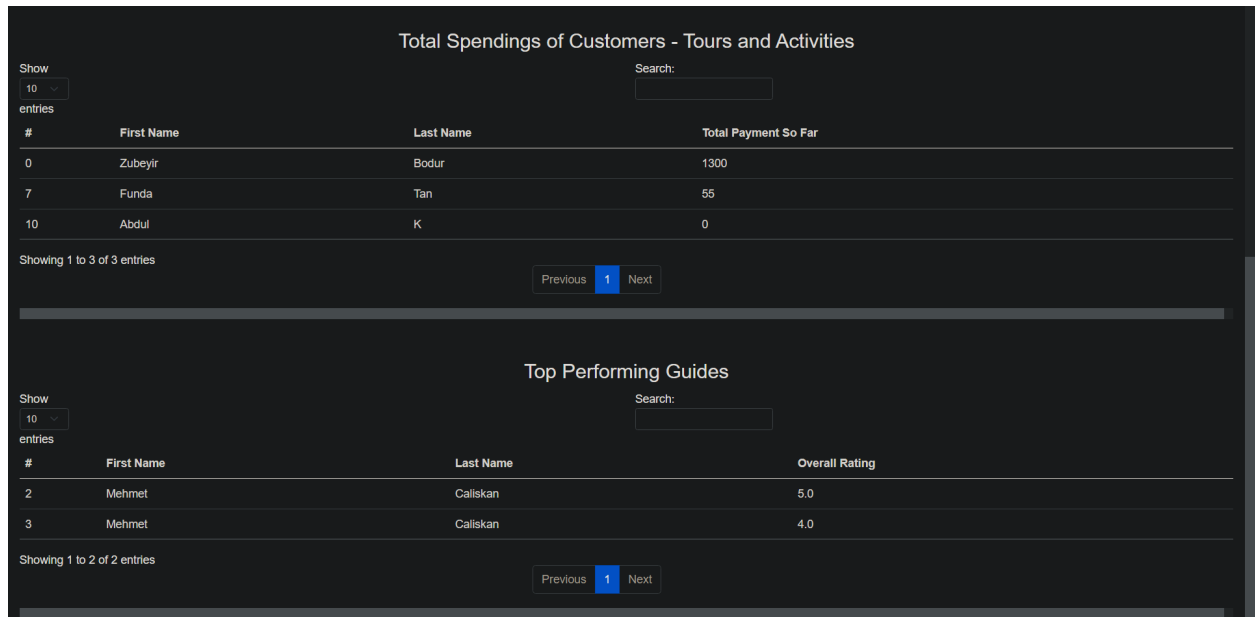 Total Spendings of Customers - Tours and Activities
Show Search:
10
entries
# First Name Last Name Total Payment So Far
0 Zubeyir Bodur 1300
7 Funda Tan 55
10 Abdul K 0
Showing 1 to 3 of 3 entries
Previous 1 Next
Top Performing Guides
Show Search:
10
entries
# First Name Last Name Overall Rating
2 Mehmet Caliskan 5.0
3 Mehmet Caliskan 4.0
Showing 1 to 2 of 2 entries
Previous 1 Next